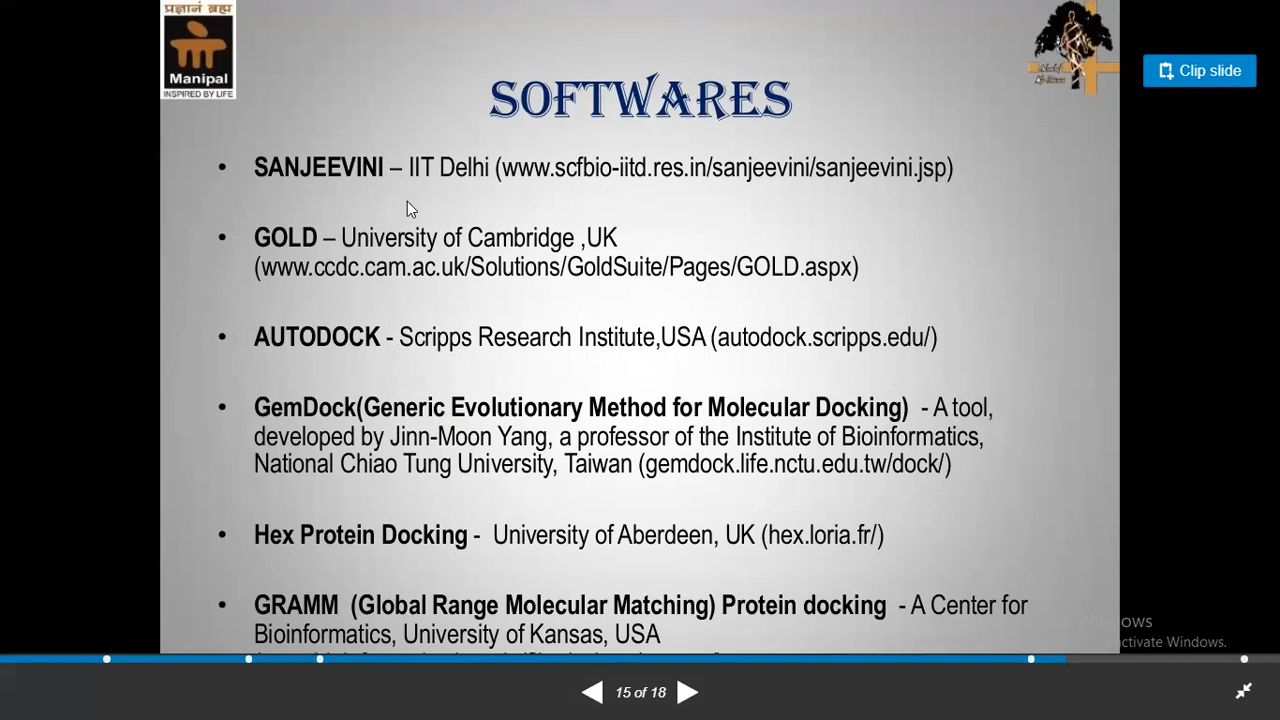 प्रज्ञानं ब्रह्म
Manipal
INSPIRED BY LIFE
Clip slide
SOFTWARES
• SANJEEVINI – IIT Delhi (www.scfbio-iitd.res.in/sanjeevini/sanjeevini.jsp)
• GOLD – University of Cambridge ,UK
(www.ccdc.cam.ac.uk/Solutions/GoldSuite/Pages/GOLD.aspx)
• AUTODOCK - Scripps Research Institute,USA (autodock.scripps.edu/)
• GemDock(Generic Evolutionary Method for Molecular Docking) - A tool,
developed by Jinn-Moon Yang, a professor of the Institute of Bioinformatics,
National Chiao Tung University, Taiwan (gemdock.life.nctu.edu.tw/dock/)
• Hex Protein Docking - University of Aberdeen, UK (hex.loria.fr/)
• GRAMM (Global Range Molecular Matching) Protein docking - A Center for
Bioinformatics, University of Kansas, USA
ctivate Windows.
15 of 18